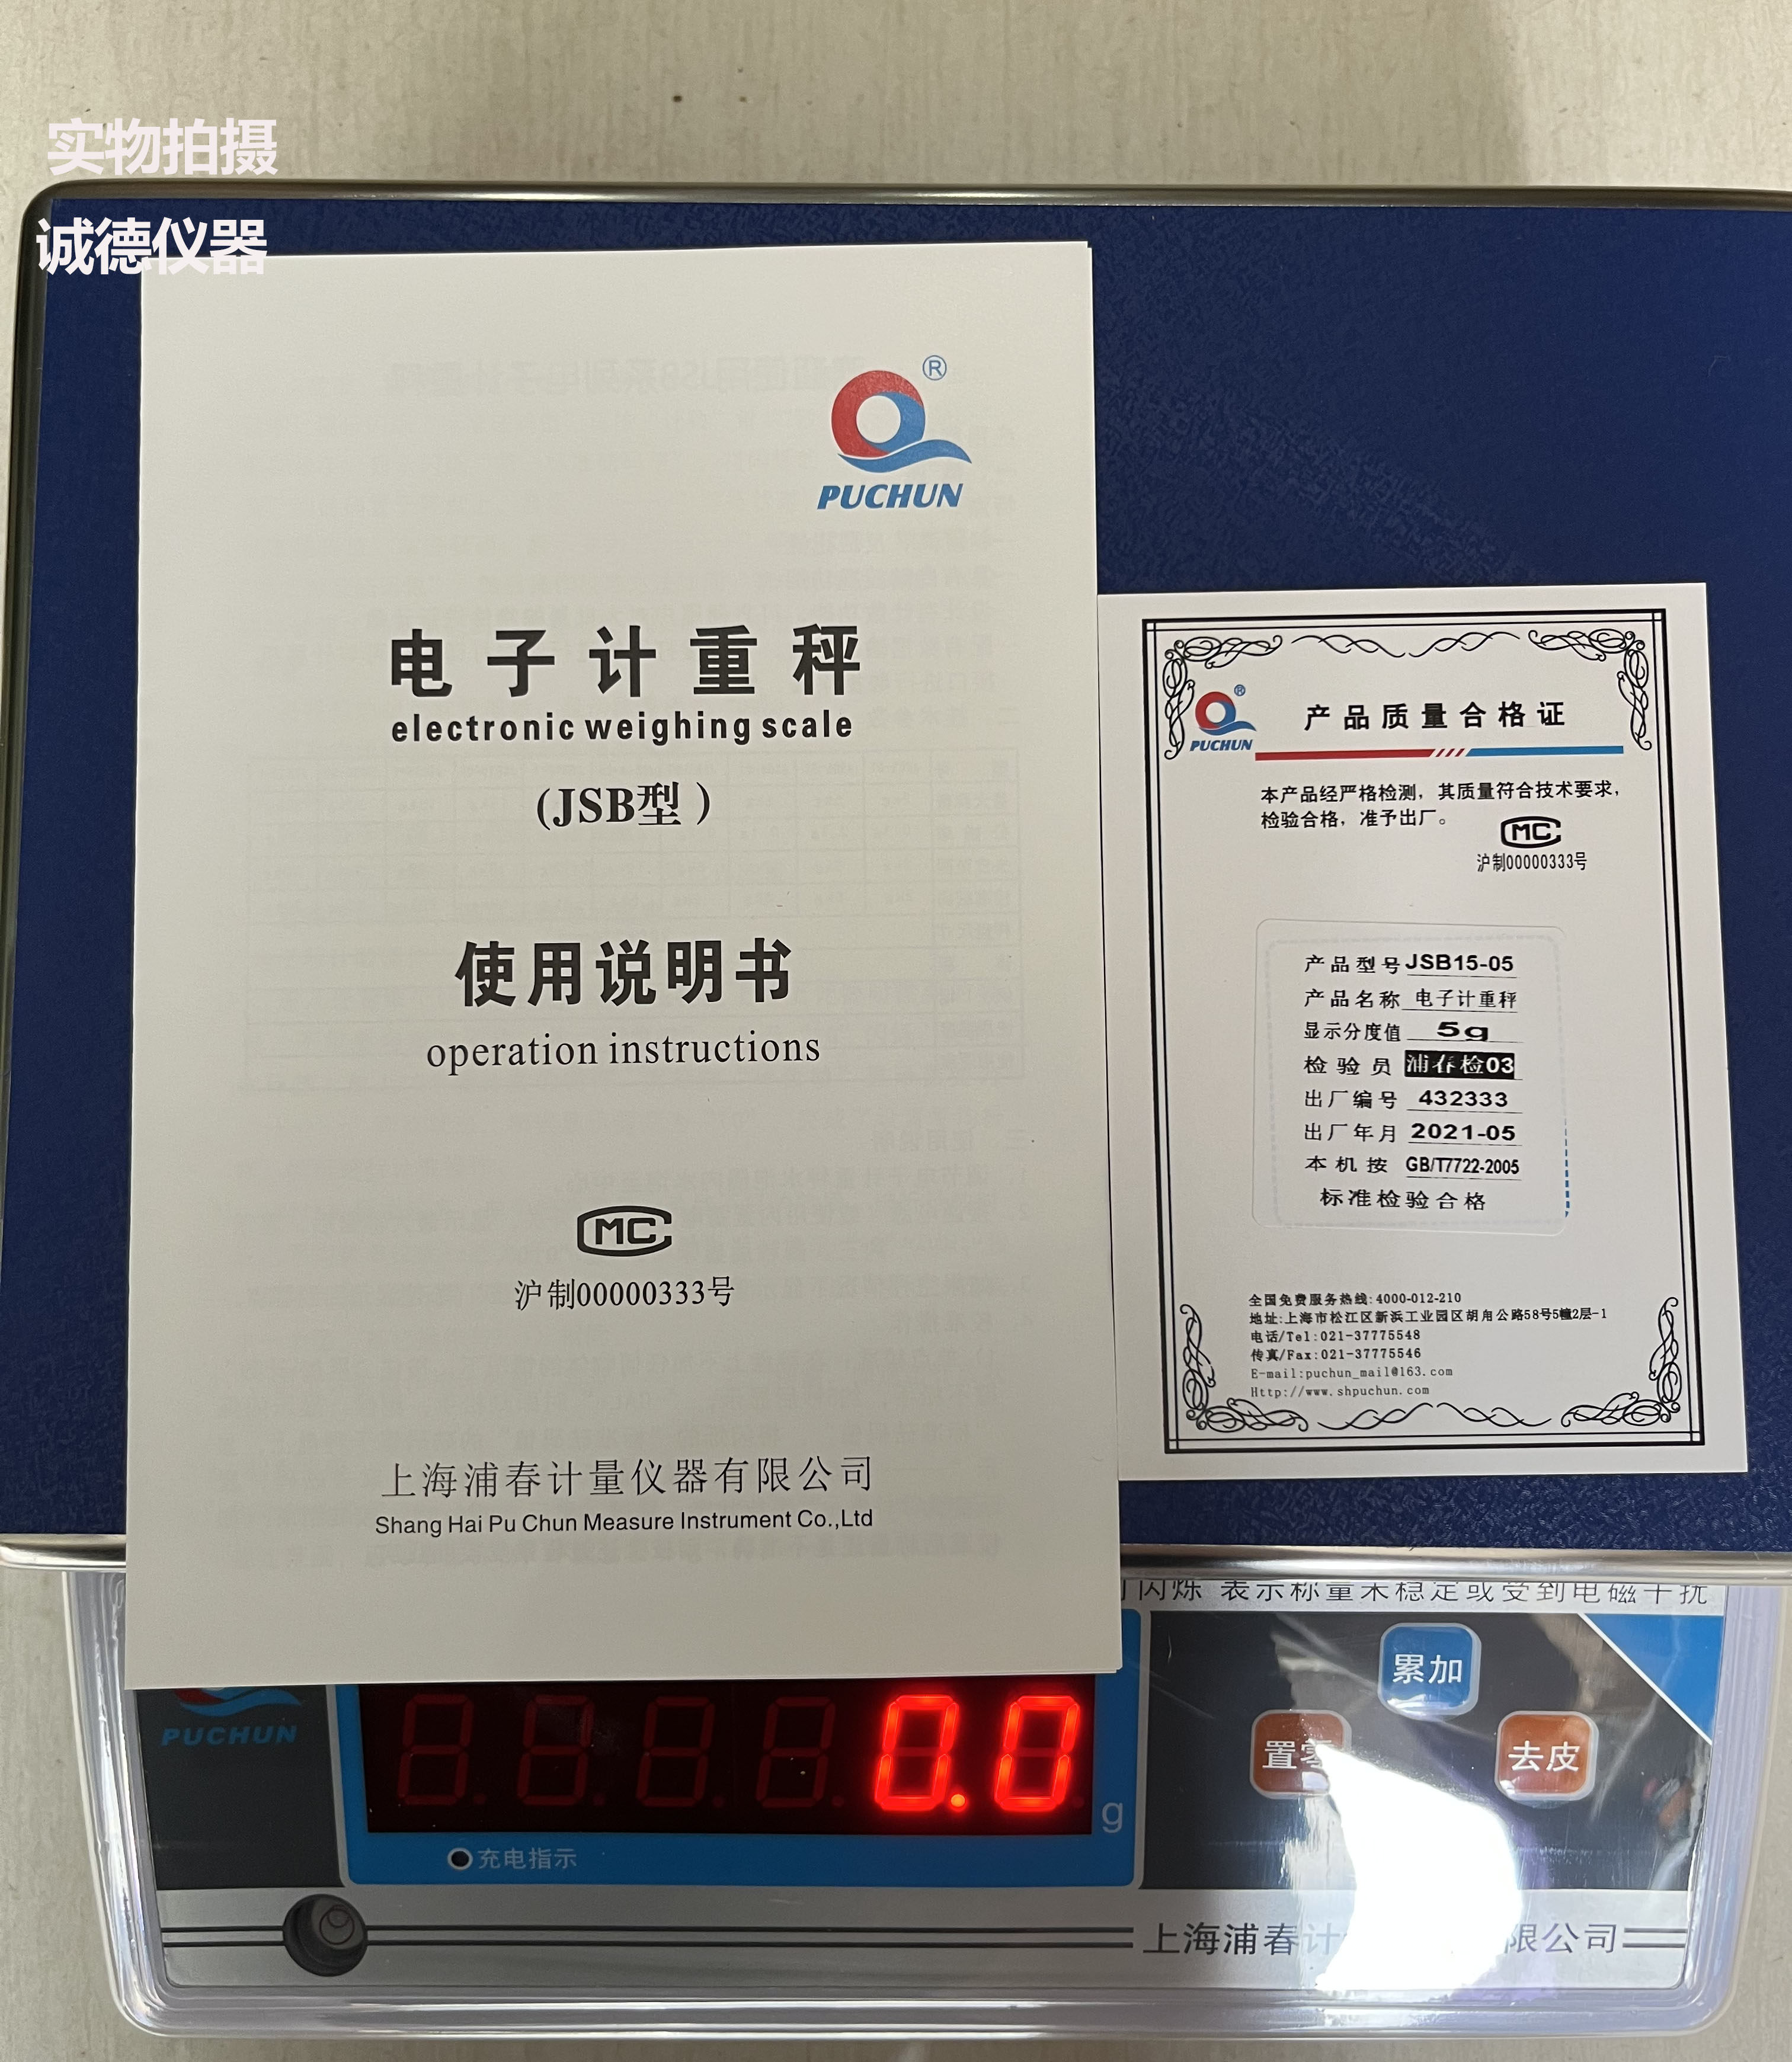 实物拍摄
诚德仪器
®
PUCHUN
电子计重秤
electronic weighing scale
(JSB型)
使用说明书
operation instructions
MC
沪制00000333号
上海浦春计量仪器有限公司
Shang Hai Pu Chun Measure Instrument Co.,Ltd
®
PUCHUN
产品质量合格证
本产品经严格检测，其质量符合技术要求，
检验合格，准予出厂。
MC
沪制00000333号
产品型号 JSB15-05
产品名称 电子计重秤
显示分度值 5g
检验员 浦春检03
出厂编号 432333
出厂年月 2021-05
本机按 GB/T7722-2005
标准检验合格
全国免费服务热线:4000-012-210
地址:上海市松江区新浜工业园区胡甪公路58号5幢2层-1
电话/Tel:021-37775548
传真/Fax:021-37775546
E-mail:puchun_mail@163.com
Http://www.shpuchun.com
闪烁 表示称量未稳定或受到电磁干扰
PUCHUN
0.0
g
累加
置零
去皮
充电指示
上海浦春计 限公司